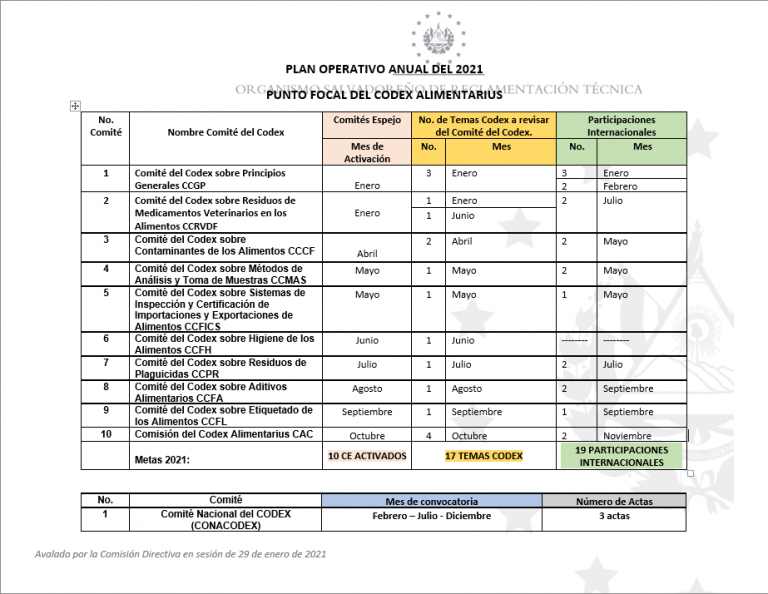 PLAN OPERATIVO ANUAL DEL 2021
ORGANISMO SALVADOREÑO DE REGLAMENTACIÓN TÉCNICA
PUNTO FOCAL DEL CODEX ALIMENTARIUS
No. Comité
Nombre Comité del Codex
Comités Espejo
No. de Temas Codex a revisar
del Comité del Codex.
Participaciones
Internacionales
Mes de
Activación
No.
Mes
No.
Mes
1
Comité del Codex sobre Principios
Generales CCGP
Enero
3
Enero
3
Enero
2
Febrero
2
Comité del Codex sobre Residuos de
Medicamentos Veterinarios en los
Alimentos CCRVDF
Enero
1
Enero
1
Junio
2
Julio
3
Comité del Codex sobre
Contaminantes de los Alimentos CCCF
Abril
2
Abril
2
Mayo
4
Comité del Codex sobre Métodos de
Análisis y Toma de Muestras CCMAS
Mayo
1
Mayo
2
Mayo
5
Comité del Codex sobre Sistemas de
Inspección y Certificación de
Importaciones y Exportaciones de
Alimentos CCFICS
Mayo
1
Mayo
1
Mayo
6
Comité del Codex sobre Higiene de los
Alimentos CCFH
Junio
1
Junio
--------
--------
7
Comité del Codex sobre Residuos de
Plaguicidas CCPR
Julio
1
Julio
2
Julio
8
Comité del Codex sobre Aditivos
Alimentarios CCFA
Agosto
1
Agosto
2
Septiembre
9
Comité del Codex sobre Etiquetado de
los Alimentos CCFL
Septiembre
1
Septiembre
1
Septiembre
10
Comisión del Codex Alimentarius CAC
Octubre
4
Octubre
2
Noviembre
Metas 2021:
10 CE ACTIVADOS
17 TEMAS CODEX
19 PARTICIPACIONES
INTERNACIONALES
No.
Comité
Mes de convocatoria
Número de Actas
1
Comité Nacional del CODEX
(CONACODEX)
Febrero – Julio - Diciembre
3 actas
Avalado por la Comisión Directiva en sesión de 29 de enero de 2021